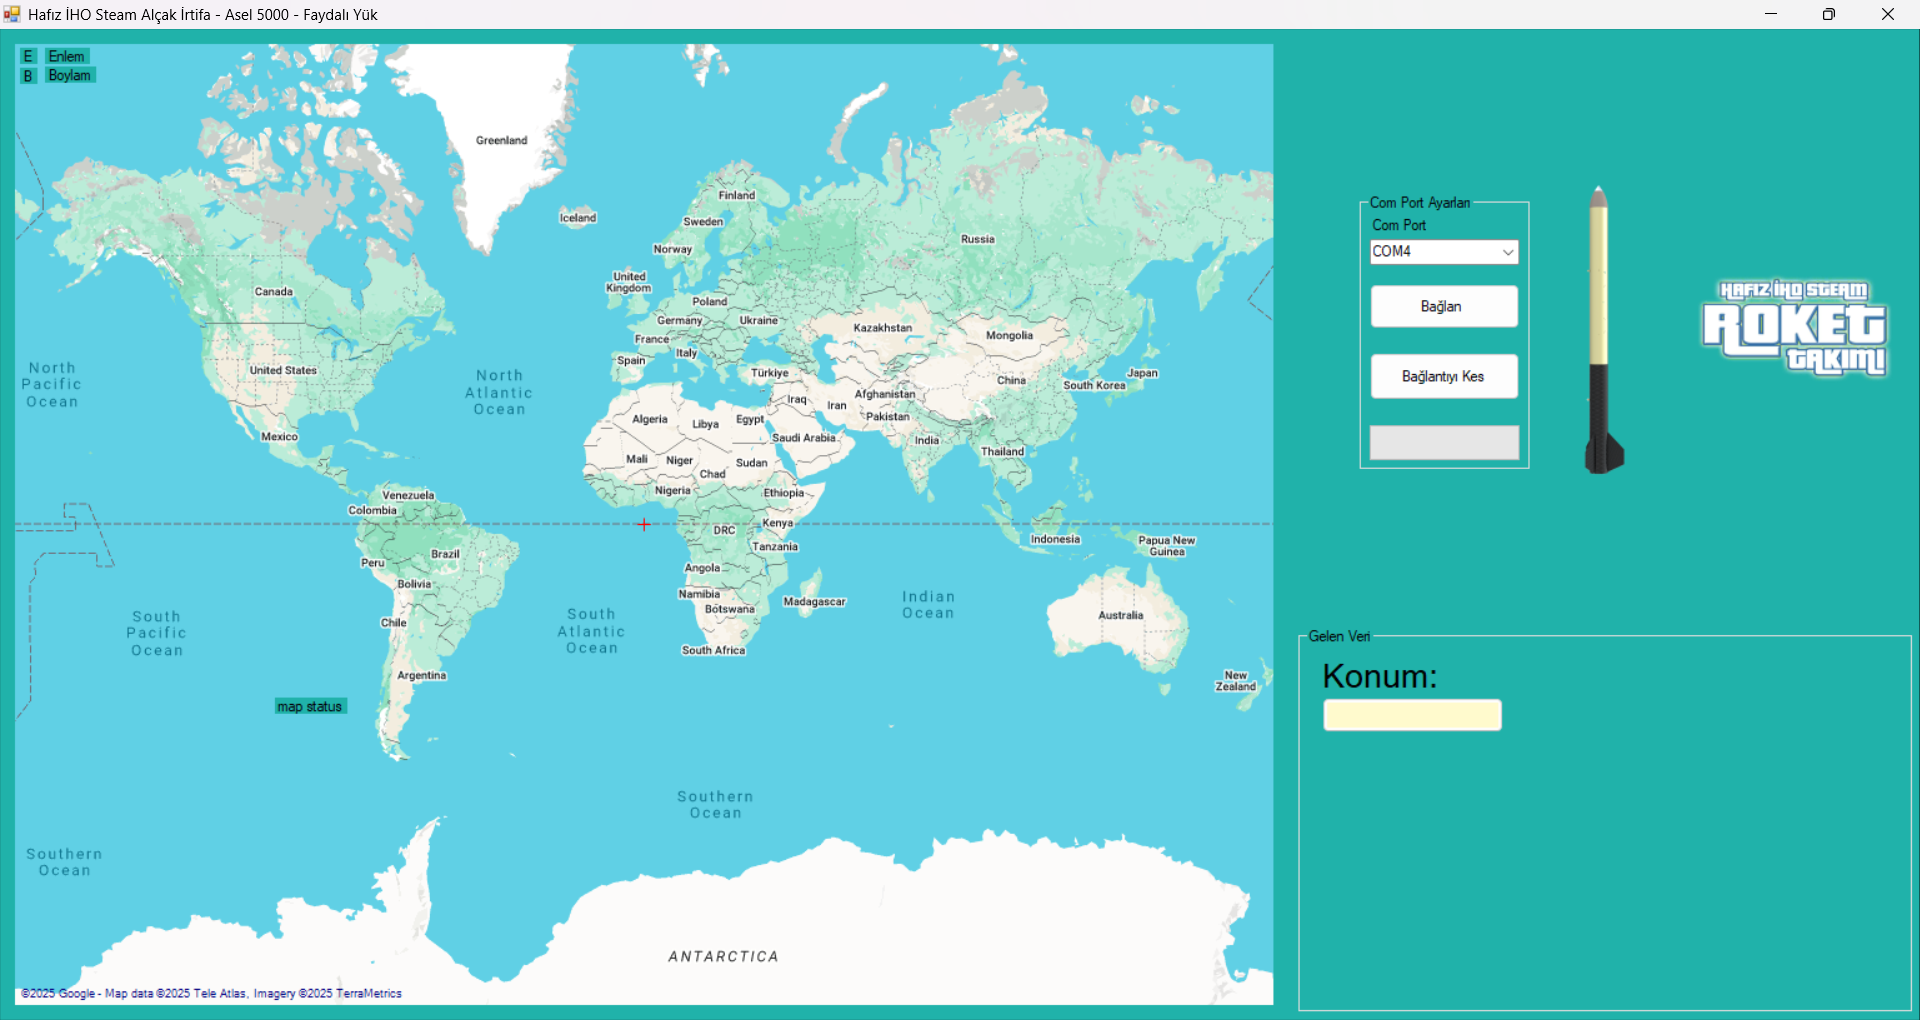 Hafız İHO Steam Alçak İrtifa - Asel 5000 - Faydalı Yük
E Enlem
B Boylam
Greenland
Iceland
Finland
Sweden
Norway
Russia
United
Kingdom
Poland
Germany
Ukraine
France
Italy
Spain
Türkiye
Kazakhstan
Mongolia
China
South Korea
Japan
Afghanistan
Iraq
Iran
Pakistan
Canada
United States
Mexico
North
Pacific
Ocean
North
Atlantic
Ocean
Algeria
Libya
Egypt
Saudi Arabia
India
Thailand
Mali
Niger
Chad
Sudan
Nigeria
Ethiopia
Venezuela
Colombia
DRC
Kenya
Tanzania
Indonesia
Papua New
Guinea
Brazil
Peru
Bolivia
Angola
Namibia
Botswana
Madagascar
South Africa
Chile
Argentina
South
Pacific
Ocean
South
Atlantic
Ocean
Indian
Ocean
Australia
New
Zealand
map status
Southern
Ocean
Southern
Ocean
ANTARCTICA
©2025 Google - Map data ©2025 Tele Atlas, Imagery ©2025 TerraMetrics
Com Port Ayarları
Com Port
COM4
Bağlan
Bağlantıyı Kes
HAFIZ İHO STEAM
ROKET
TAKIMI
Gelen Veri
Konum: